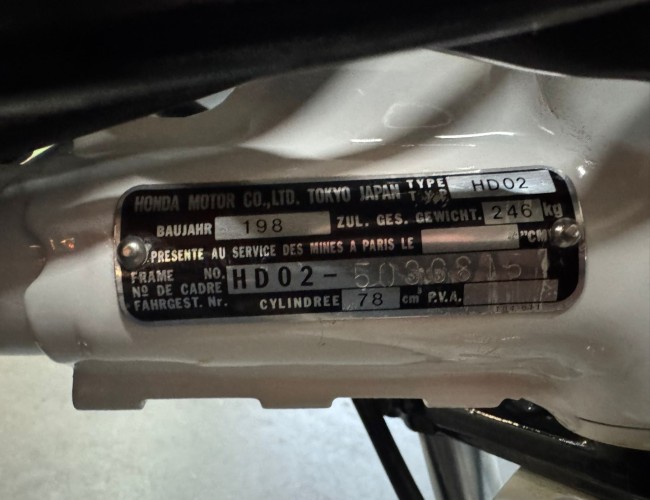 HONDA MOTOR CO.,LTD. TOKYO JAPAN TYPE HD02
BAUJAHR 198 ZUL. GES. GEWICHT. 246 kg
PRESENTE AU SERVICE DES MINES A PARIS LE "CM
FRAME NO.
Nº DE CADRE HD02-
FAHRGEST. Nr. CYLINDREE 78 cm³ P.V.A.